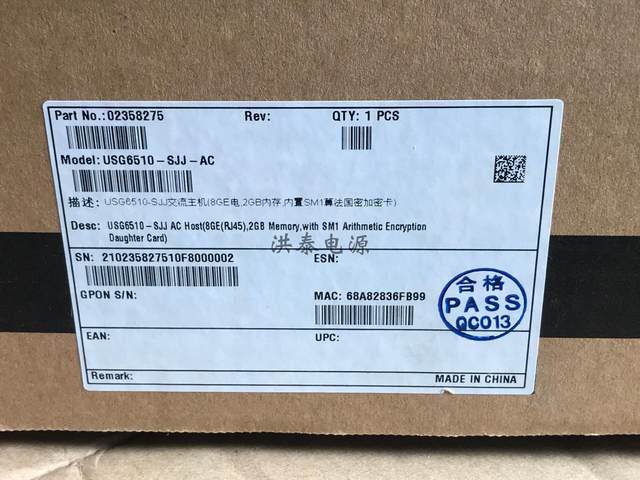 Part No.:02358275 Rev: QTY: 1 PCS
Model: USG6510-SJJ-AC
描述: USG6510-SJJ交流主机(8GE电,2GB内存,内置SM1算法国密加密卡)
Desc: USG6510-SJJ AC Host(8GE(RJ45),2GB Memory,with SM1 Arithmetic Encryption
Daughter Card)
洪泰电源
SN: 210235827510F8000002 ESN:
GPON S/N: MAC: 68A82836FB99
合格
PASS
QC013
EAN: UPC:
Remark: MADE IN CHINA